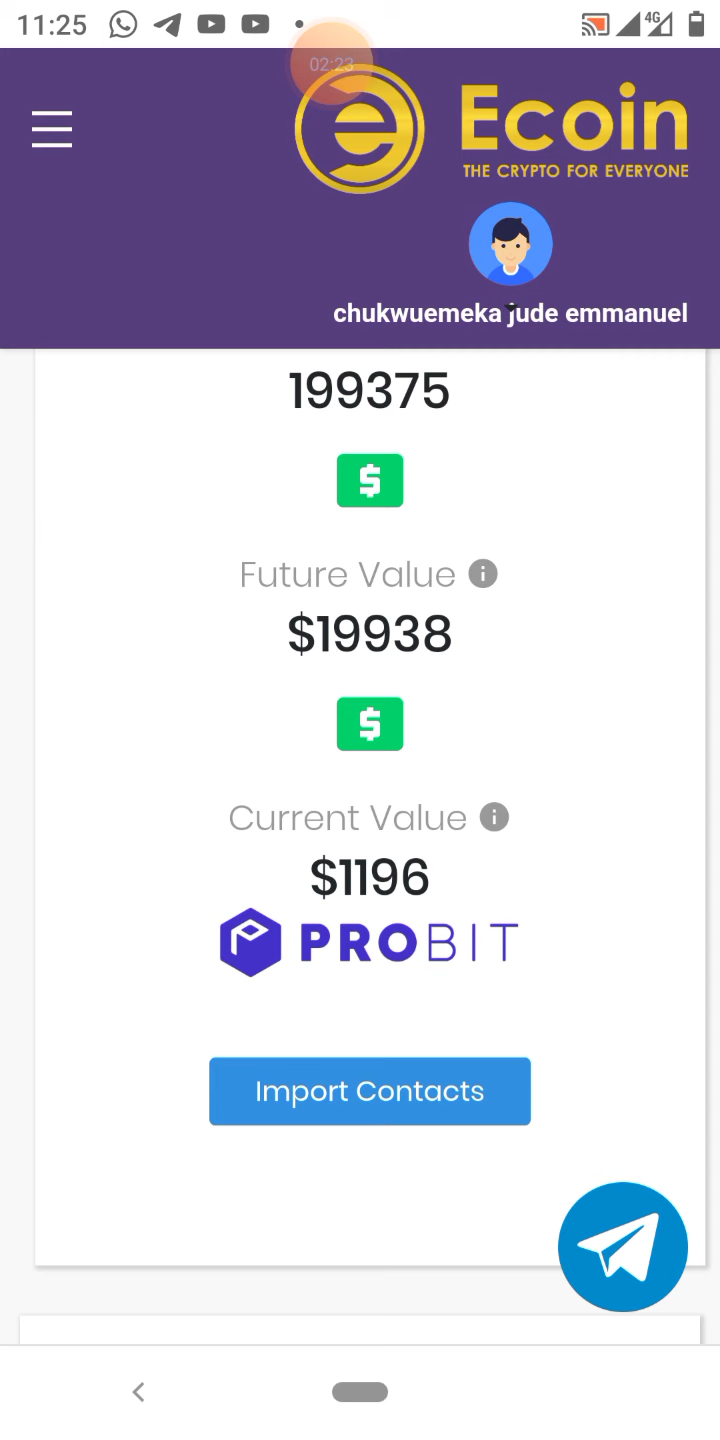 11:25
4G
02:23
Ecoin
THE CRYPTO FOR EVERYONE
chukwuemeka jude emmanuel
199375
$
Future Value i
$19938
$
Current Value i
$1196
PROBIT
Import Contacts